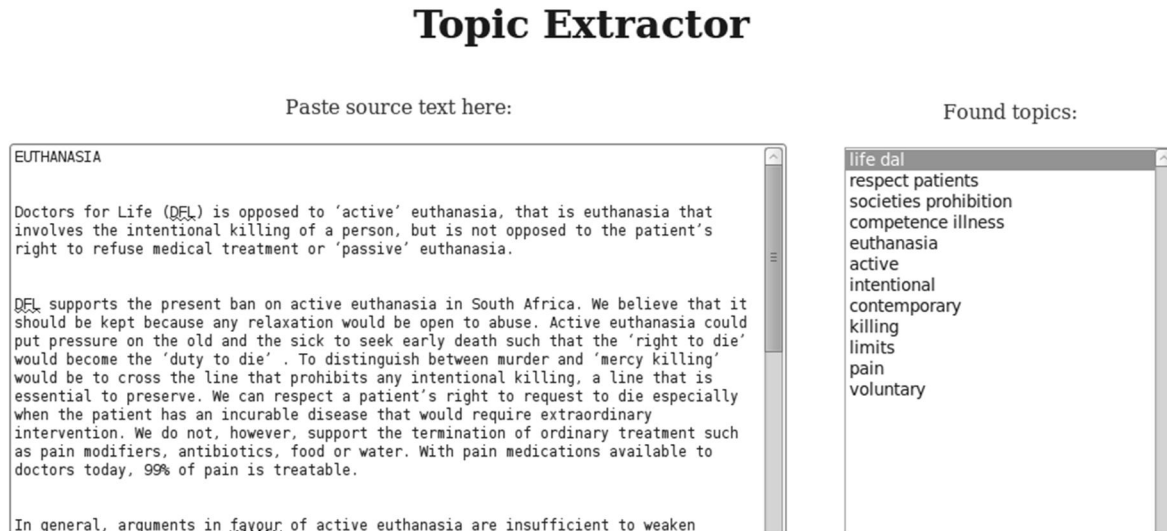 Topic Extractor
Paste source text here:
EUTHANASIA
Doctors for Life (DFL) is opposed to ‘active’ euthanasia, that is euthanasia that
involves the intentional killing of a person, but is not opposed to the patient’s
right to refuse medical treatment or ‘passive’ euthanasia.
DFL supports the present ban on active euthanasia in South Africa. We believe that it
should be kept because any relaxation would be open to abuse. Active euthanasia could
put pressure on the old and the sick to seek early death such that the ‘right to die’
would become the ‘duty to die’ . To distinguish between murder and ‘mercy killing’
would be to cross the line that prohibits any intentional killing, a line that is
essential to preserve. We can respect a patient’s right to request to die especially
when the patient has an incurable disease that would require extraordinary
intervention. We do not, however, support the termination of ordinary treatment such
as pain modifiers, antibiotics, food or water. With pain medications available to
doctors today, 99% of pain is treatable.
In general, arguments in favour of active euthanasia are insufficient to weaken
Found topics:
life dal
respect patients
societies prohibition
competence illness
euthanasia
active
intentional
contemporary
killing
limits
pain
voluntary